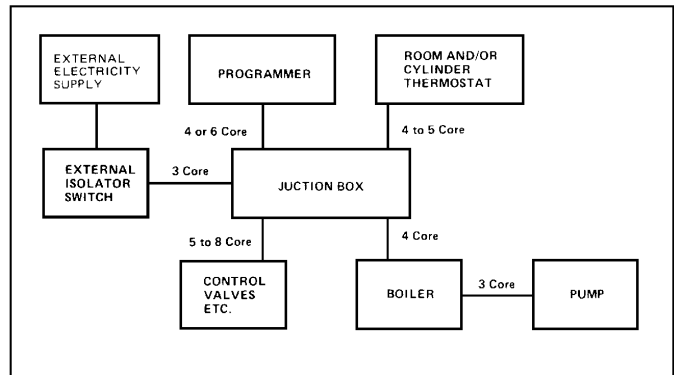 EXTERNAL
ELECTRICITY
SUPPLY
PROGRAMMER
ROOM AND/OR
CYLINDER
THERMOSTAT
4 or 6 Core
4 to 5 Core
EXTERNAL
ISOLATOR
SWITCH
3 Core
JUCTION BOX
5 to 8 Core
4 Core
CONTROL
VALVES
ETC.
BOILER
3 Core
PUMP